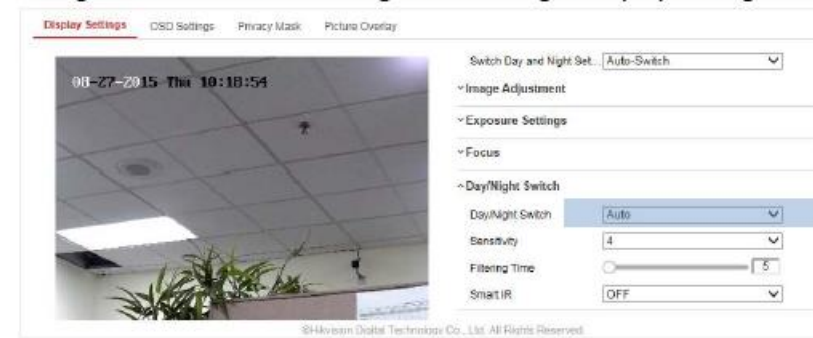 Display Settings OSD Settings Privacy Mask Picture Overlay
Switch Day and Night Set... Auto-Switch
08-27-2015 Thu 10:18:54
Image Adjustment
Exposure Settings
Focus
Day/Night Switch
Day/Night Switch Auto
Sensitivity 4
Filtering Time 5
Smart IR OFF
©Hikvision Digital Technology Co., Ltd. All Rights Reserved.